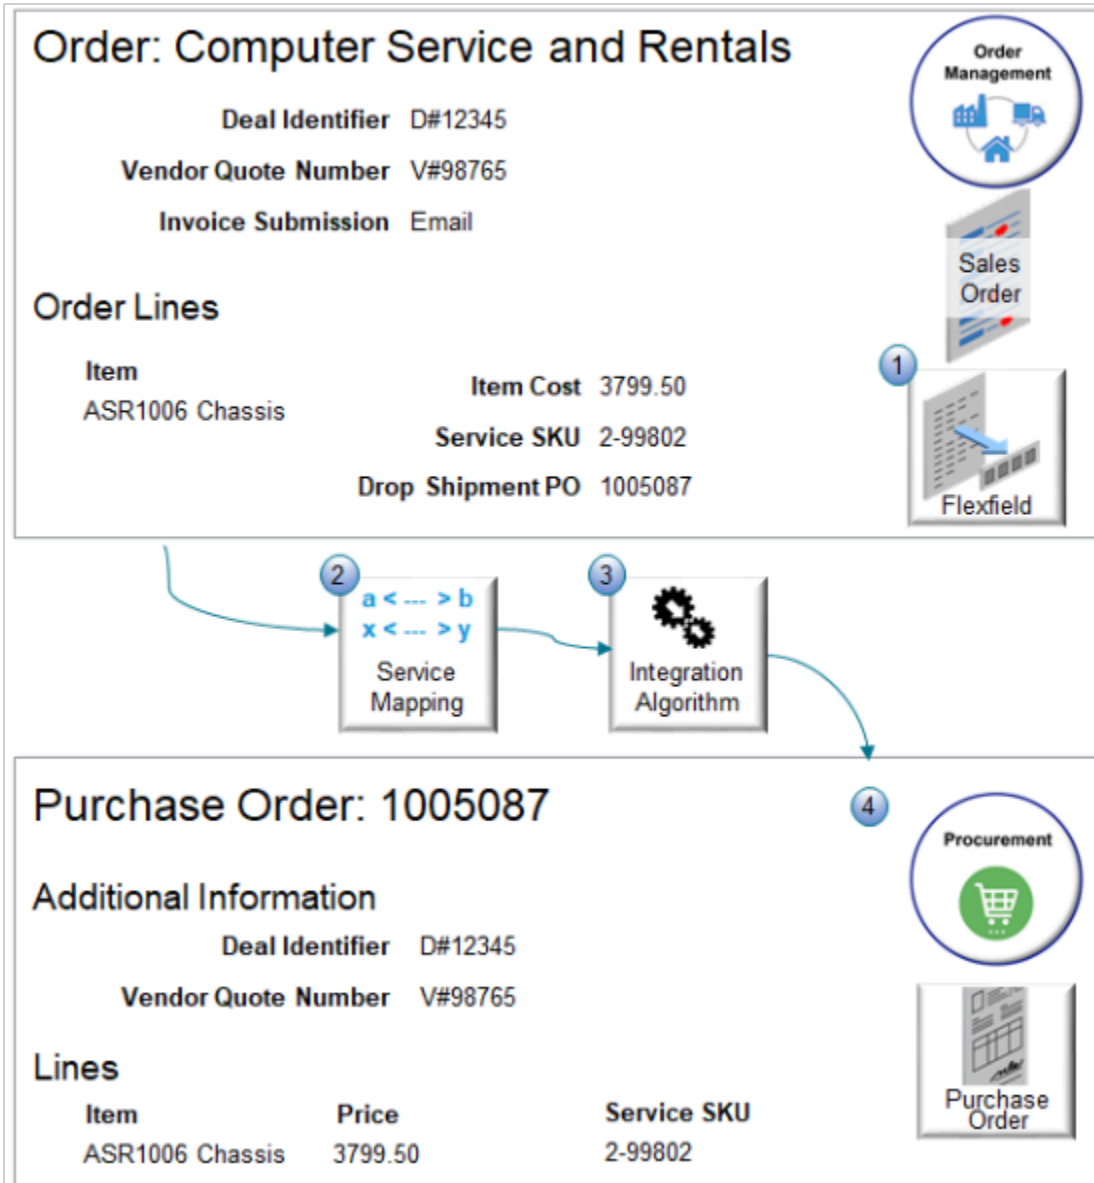 Order: Computer Service and Rentals
Order
Management
Deal Identifier D#12345
Vendor Quote Number V#98765
Invoice Submission Email
Sales
Order
Order Lines
Item
ASR1006 Chassis
Item Cost 3799.50
Service SKU 2-99802
Drop Shipment PO 1005087
1
Flexfield
2
a < --- > b
x < --- > y
Service
Mapping
3
Integration
Algorithm
Purchase Order: 1005087
4
Procurement
Additional Information
Deal Identifier D#12345
Vendor Quote Number V#98765
Purchase
Order
Lines
Item Price Service SKU
ASR1006 Chassis 3799.50 2-99802